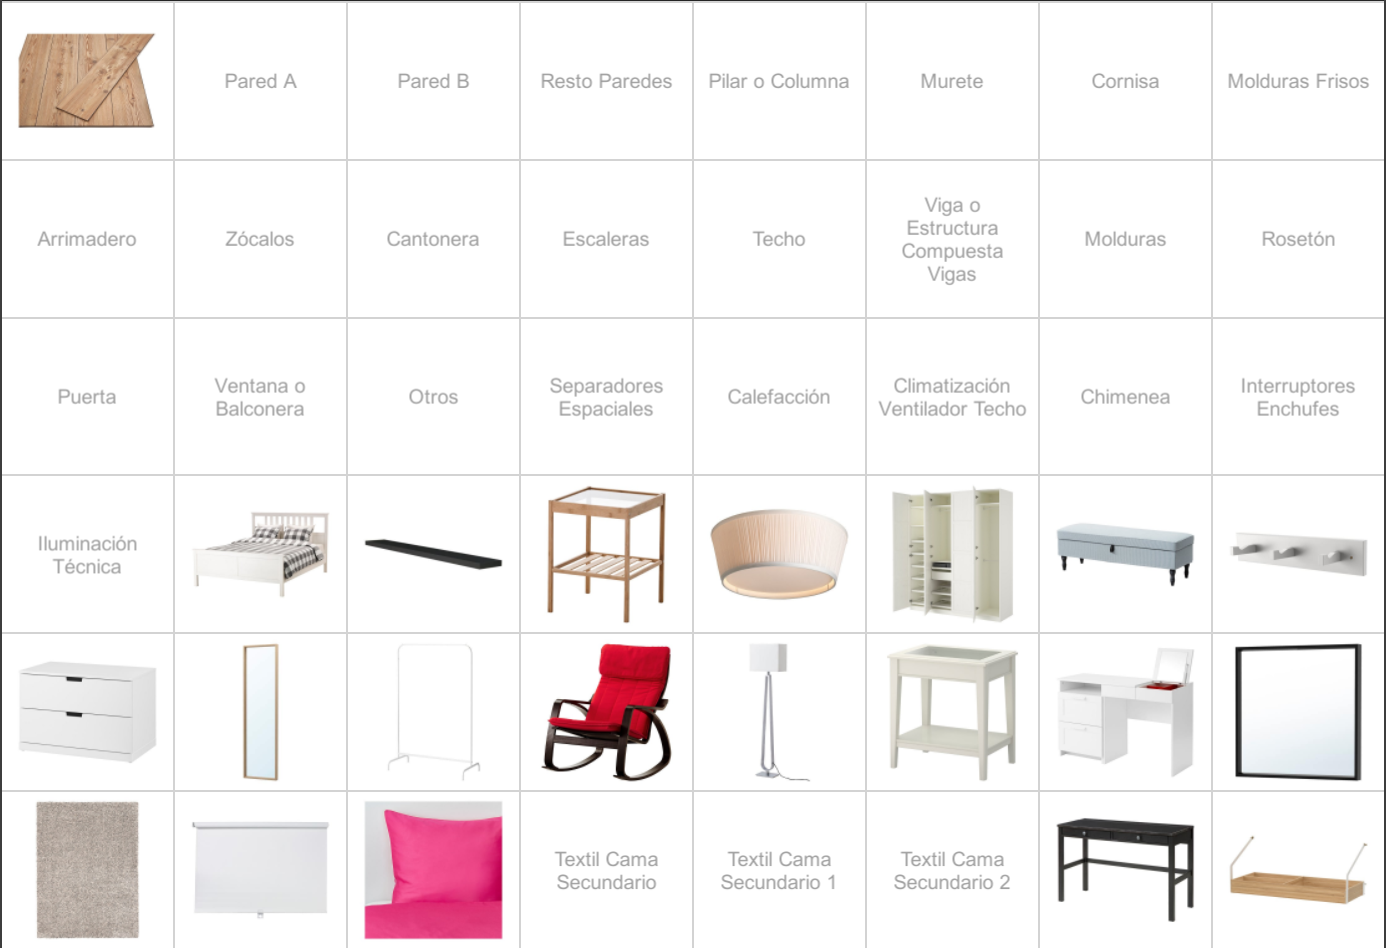 Pared A
Pared B
Resto Paredes
Pilar o Columna
Murete
Cornisa
Molduras Frisos
Arrimadero
Zócalos
Cantonera
Escaleras
Techo
Viga o
Estructura
Compuesta
Vigas
Molduras
Rosetón
Puerta
Ventana o
Balconera
Otros
Separadores
Espaciales
Calefacción
Climatización
Ventilador Techo
Chimenea
Interruptores
Enchufes
Iluminación
Técnica
Textil Cama
Secundario
Textil Cama
Secundario 1
Textil Cama
Secundario 2